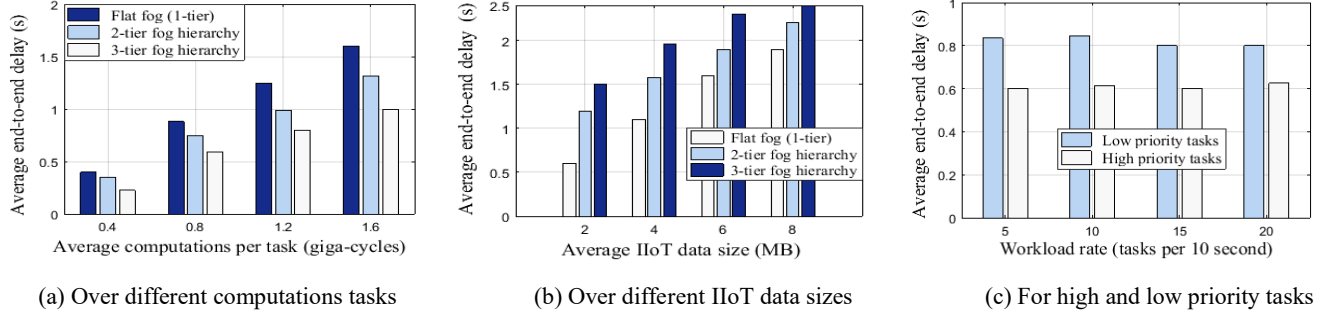 Average end-to-end delay (s)
2
1.5
1
0.5
0
Flat fog (1-tier)
2-tier fog hierarchy
3-tier fog hierarchy
0.4 0.8 1.2 1.6
Average computations per task (giga-cycles)
(a) Over different computations tasks
Average end-to-end delay (s)
2.5
2
1.5
1
0.5
0
Flat fog (1-tier)
2-tier fog hierarchy
3-tier fog hierarchy
2 4 6 8
Average IIoT data size (MB)
(b) Over different IIoT data sizes
Average end-to-end delay (s)
1
0.8
0.6
0.4
0.2
0
Low priority tasks
High priority tasks
5 10 15 20
Workload rate (tasks per 10 second)
(c) For high and low priority tasks